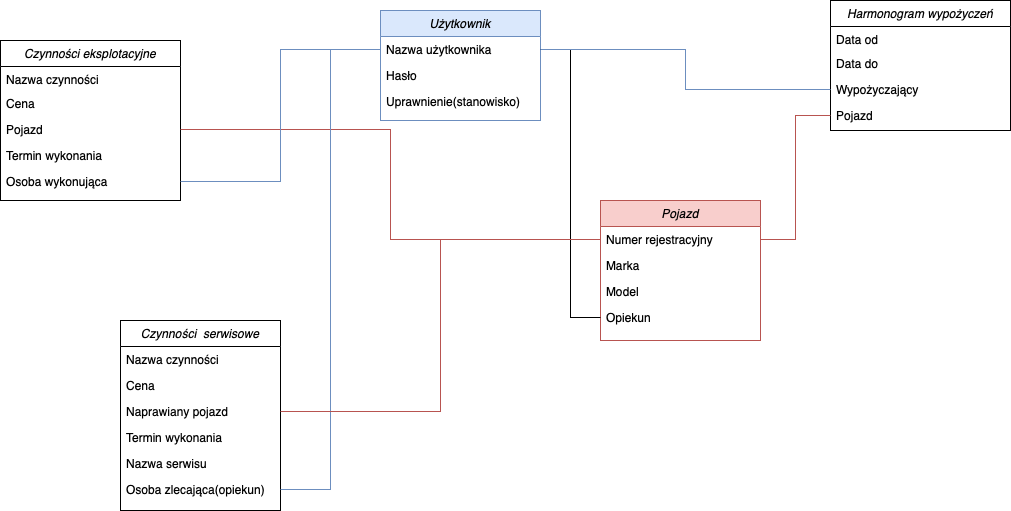 Czynności eksplotacyjne
Nazwa czynności
Cena
Pojazd
Termin wykonania
Osoba wykonująca
Użytkownik
Nazwa użytkownika
Hasło
Uprawnienie(stanowisko)
Harmonogram wypożyczeń
Data od
Data do
Wypożyczający
Pojazd
Pojazd
Numer rejestracyjny
Marka
Model
Opiekun
Czynności serwisowe
Nazwa czynności
Cena
Naprawiany pojazd
Termin wykonania
Nazwa serwisu
Osoba zlecająca(opiekun)